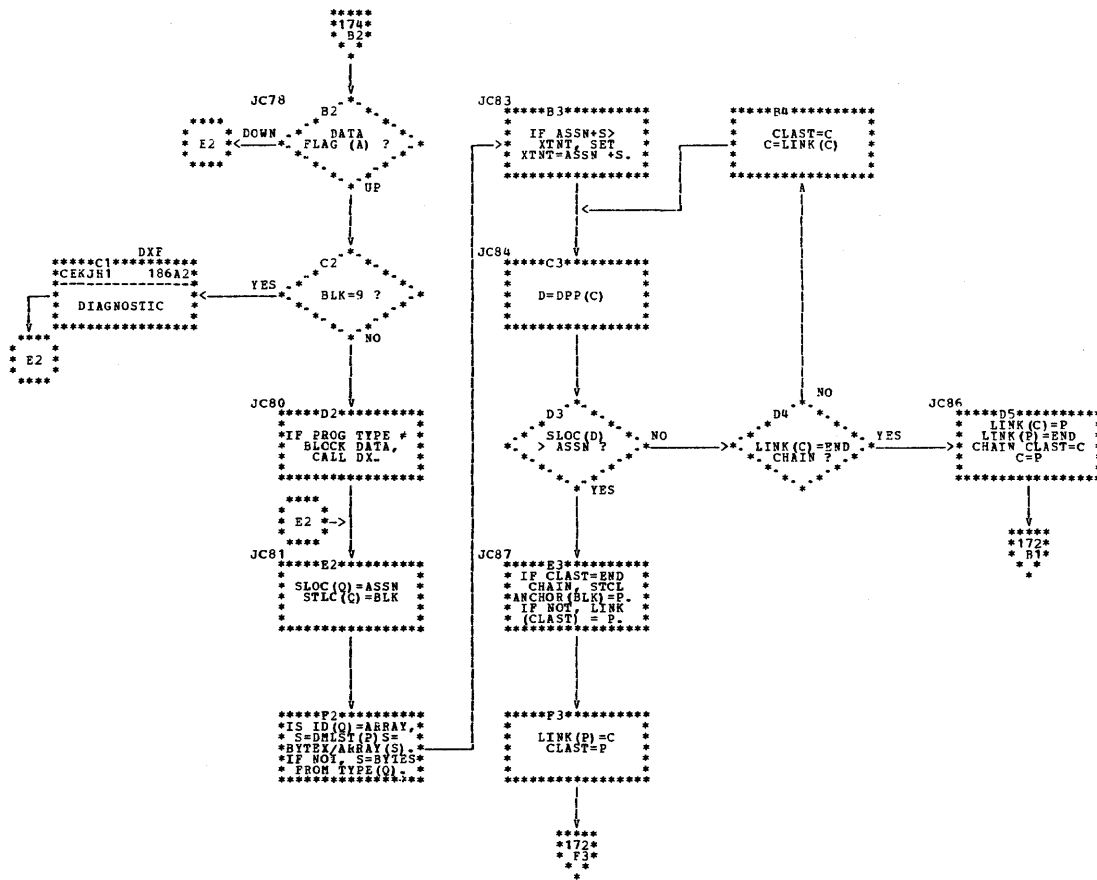 174
B2
JC78
B2
DATA
FLAG (A) ?
DOWN
E2
UP
DXF
C1
CEKJH1 186A2
DIAGNOSTIC
YES
C2
BLK=9 ?
NO
E2
JC80
D2
IF PROG TYPE ≠
BLOCK DATA,
CALL DX.
E2
JC81
E2
SLOC(Q)=ASSN
STLC(Q)=BLK
F2
IS ID(Q)=ARRAY,
S=DMLST(P)S=
BYTEX/ARRAY(S).
IF NOT, S=BYTES
FROM TYPE(Q).
JC83
B3
IF ASSN+S>
XTNT, SET
XTNT=ASSN +S.
B4
CLAST=C
C=LINK(C)
JC84
C3
D=DPP(C)
D3
SLOC(D)
> ASSN ?
NO
YES
D4
LINK(C)=END
CHAIN ?
NO
YES
JC86
D5
LINK(C)=P
LINK(P)=END
CHAIN CLAST=C
C=P
172
B1
JC87
E3
IF CLAST=END
CHAIN, STCL
ANCHOR(BLK)=P.
IF NOT, LINK
(CLAST) = P.
F3
LINK(P)=C
CLAST=P
172
F3